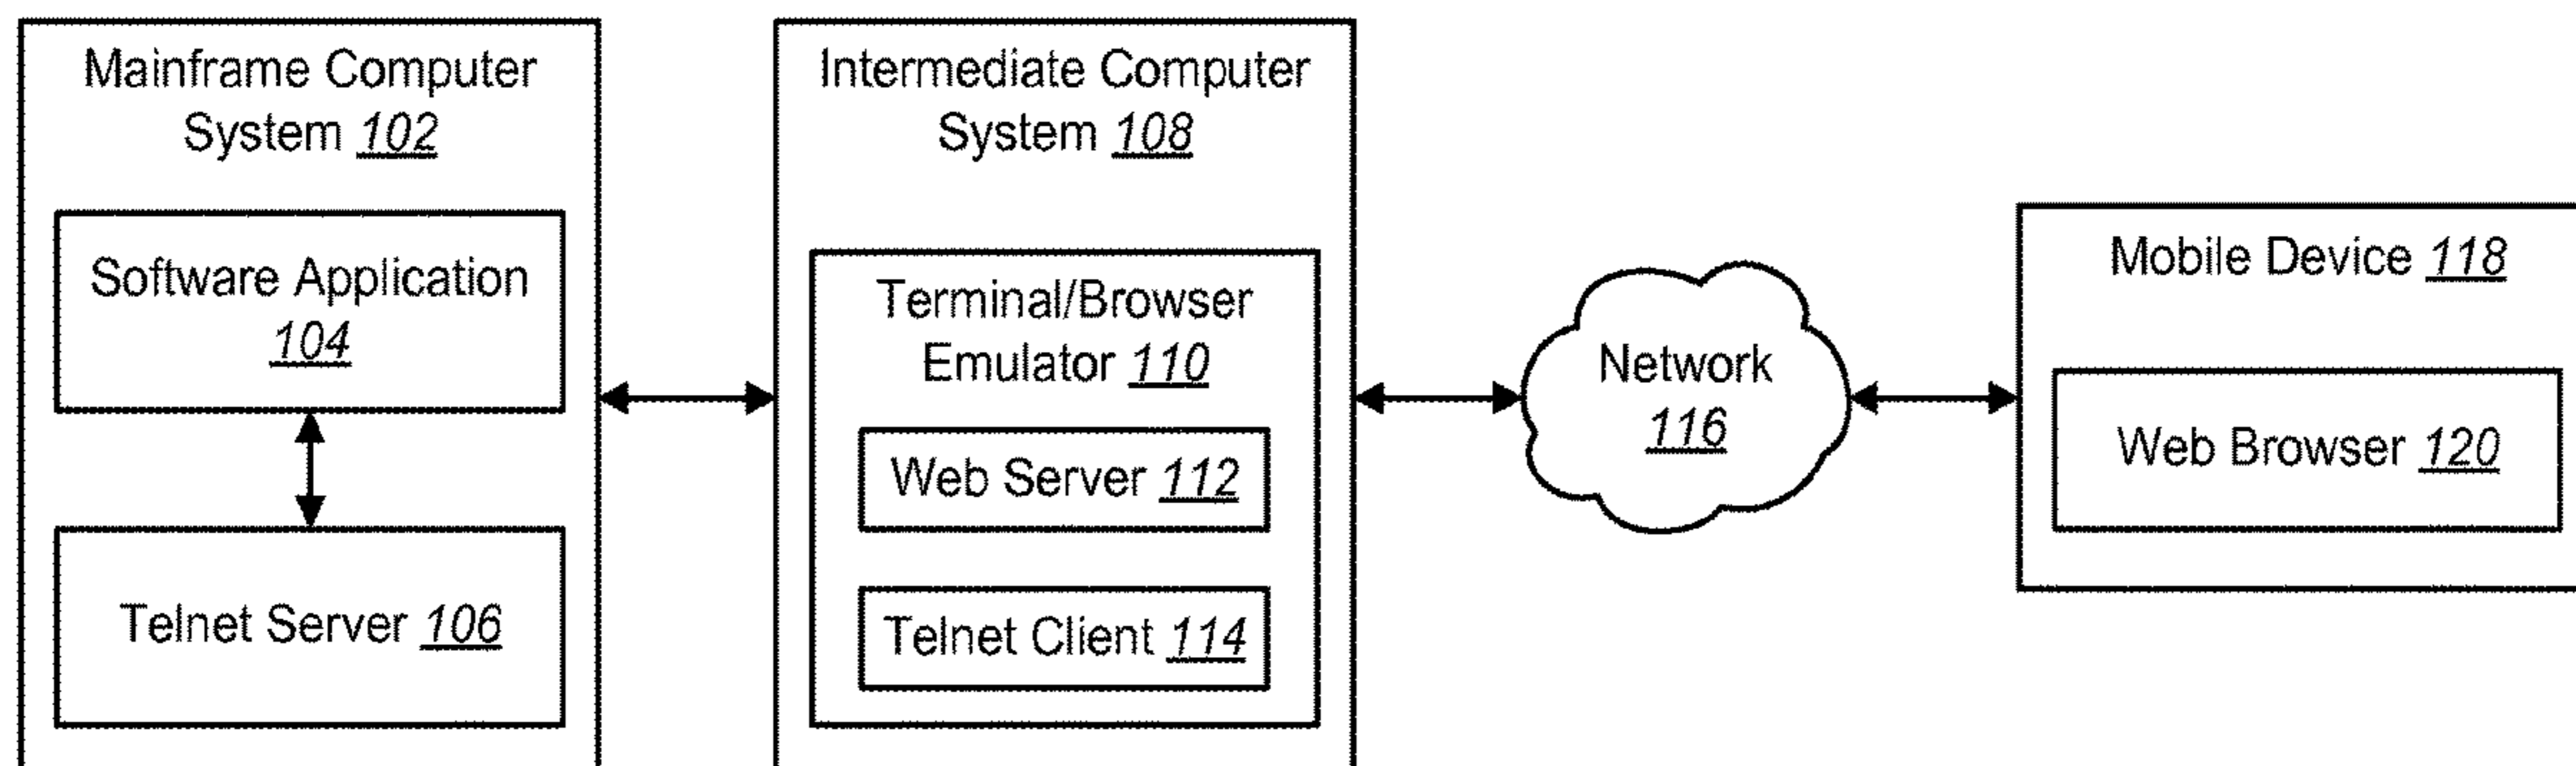 Mainframe Computer
System 102
Software Application
104
Telnet Server 106
Intermediate Computer
System 108
Terminal/Browser
Emulator 110
Web Server 112
Telnet Client 114
Network
116
Mobile Device 118
Web Browser 120